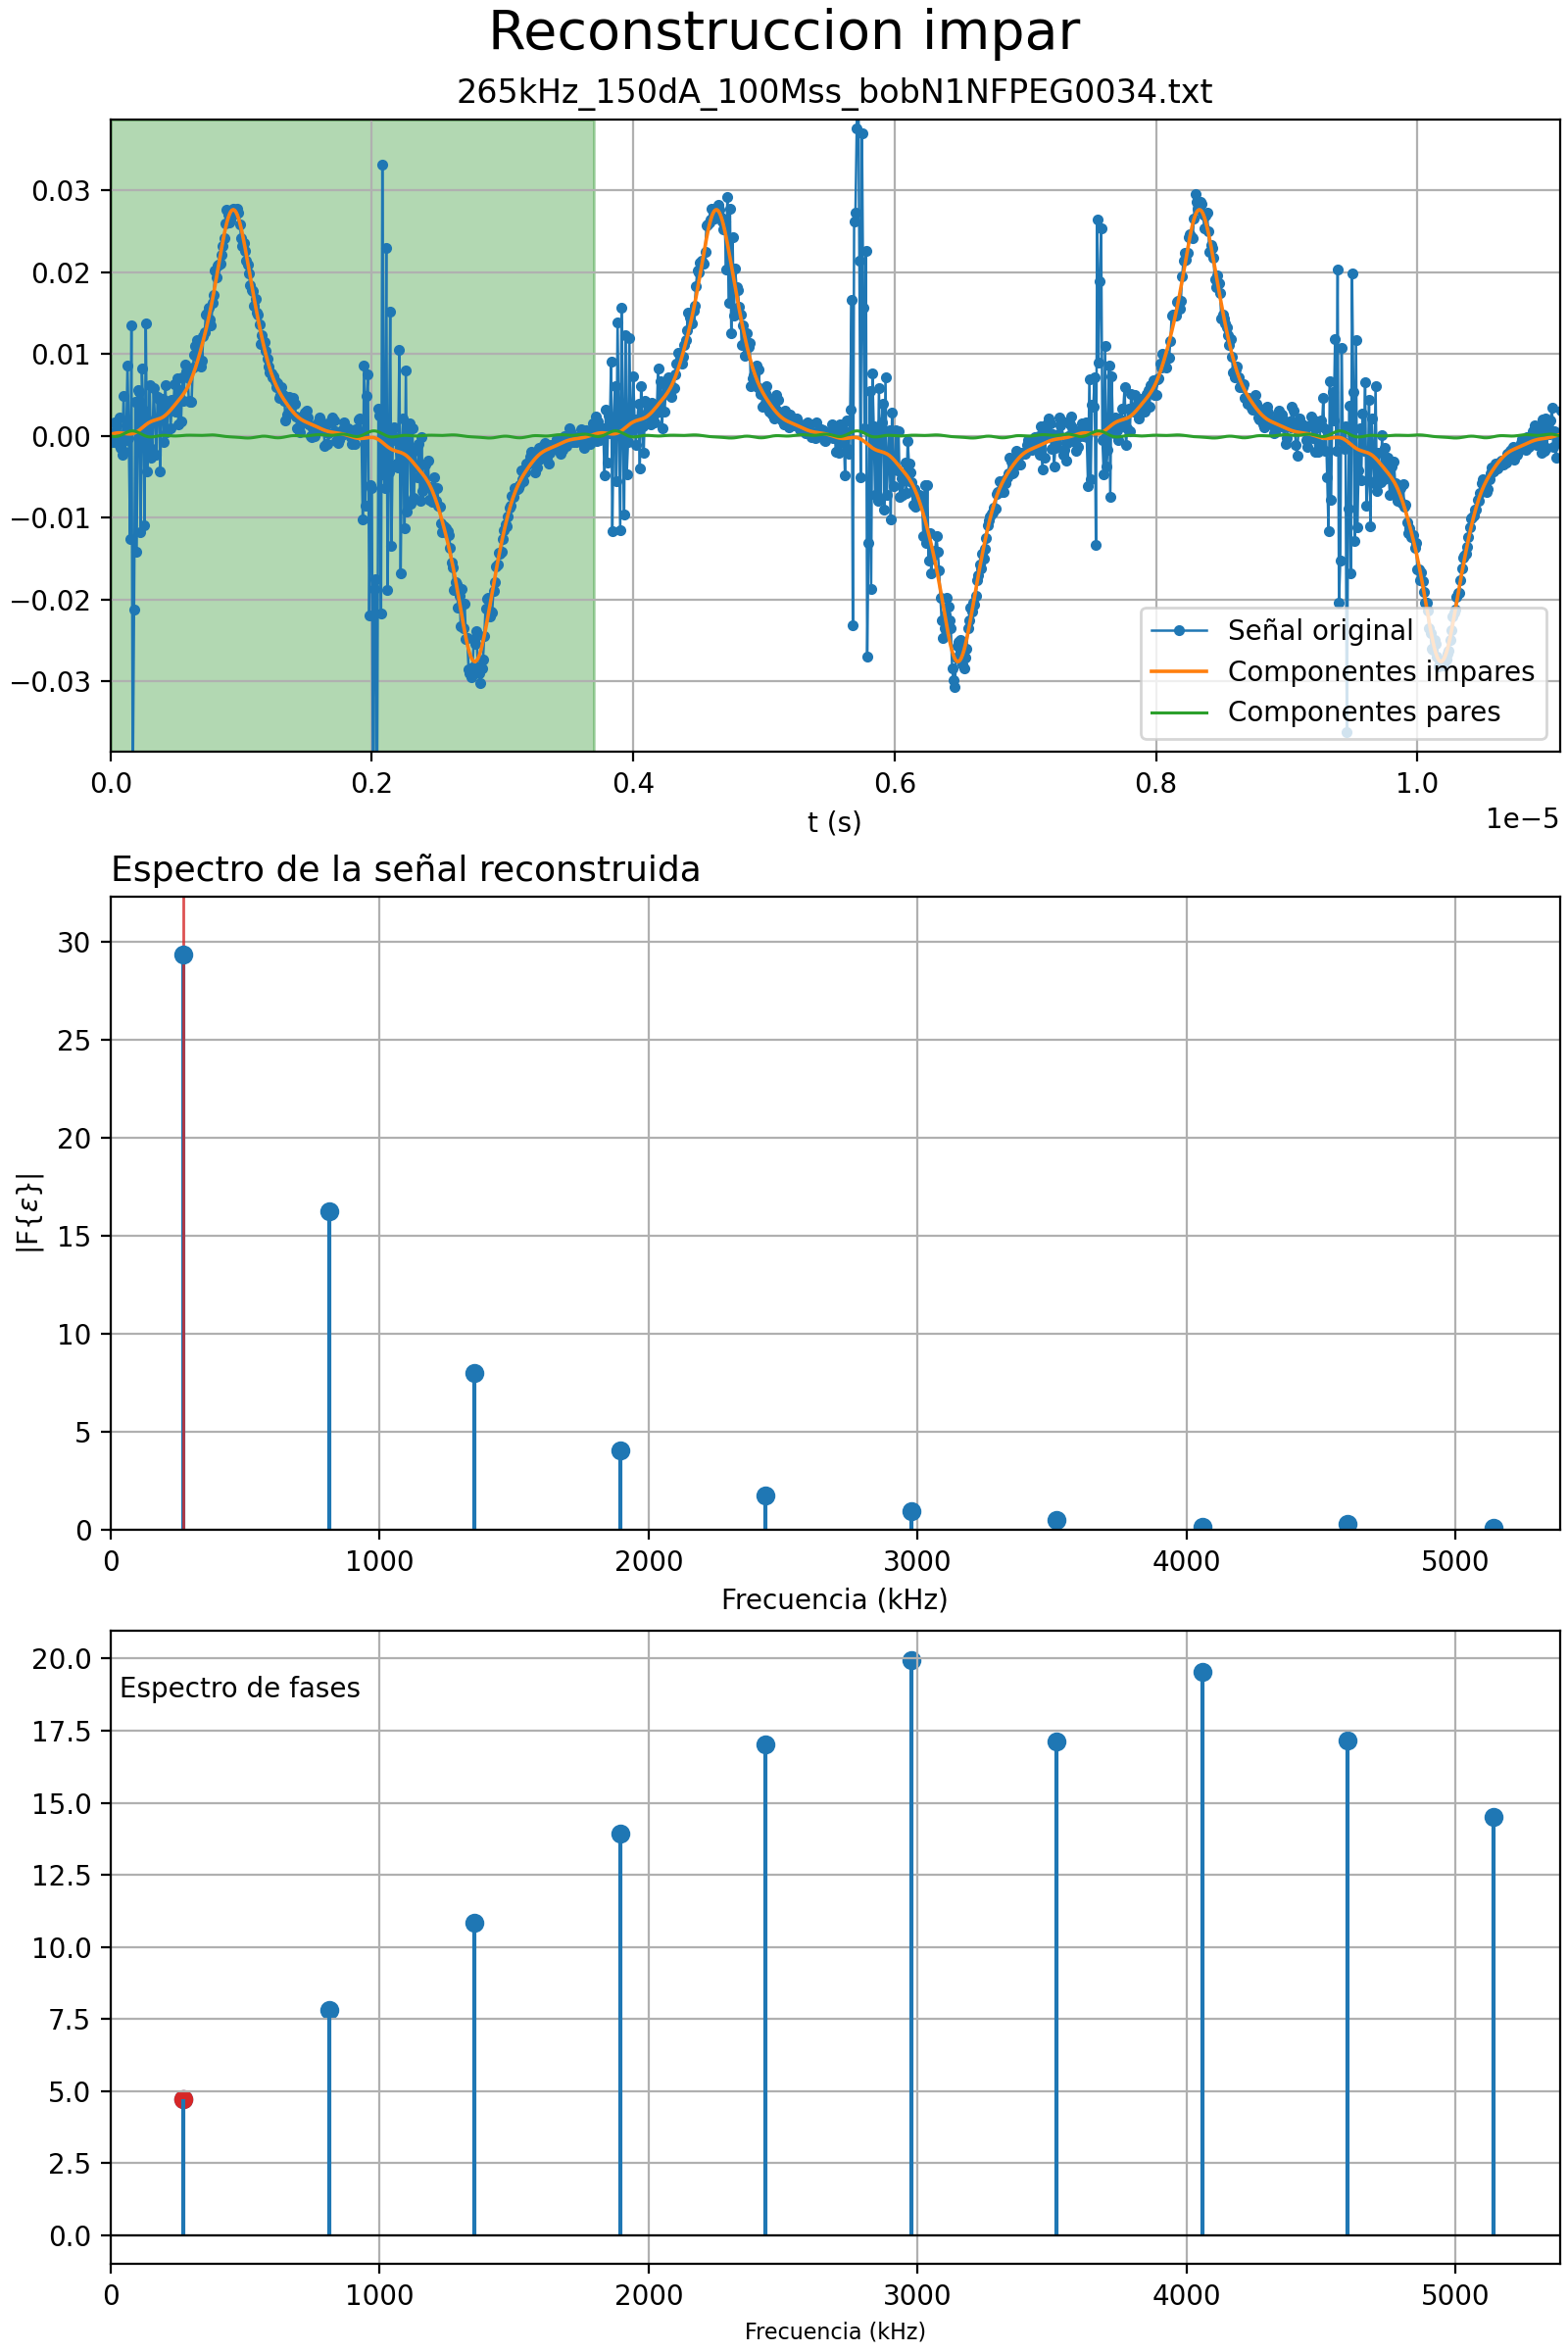 Reconstruccion impar
265kHz_150dA_100Mss_bobN1NFPEG0034.txt
0.03
0.02
0.01
0.00
−0.01
−0.02
−0.03
Señal original
Componentes impares
Componentes pares
0.0 0.2 0.4 0.6 0.8 1.0
t (s)
1e−5
Espectro de la señal reconstruida
30
25
20
15
10
5
0
|F{ε}|
0 1000 2000 3000 4000 5000
Frecuencia (kHz)
20.0
Espectro de fases
17.5
15.0
12.5
10.0
7.5
5.0
2.5
0.0
0 1000 2000 3000 4000 5000
Frecuencia (kHz)